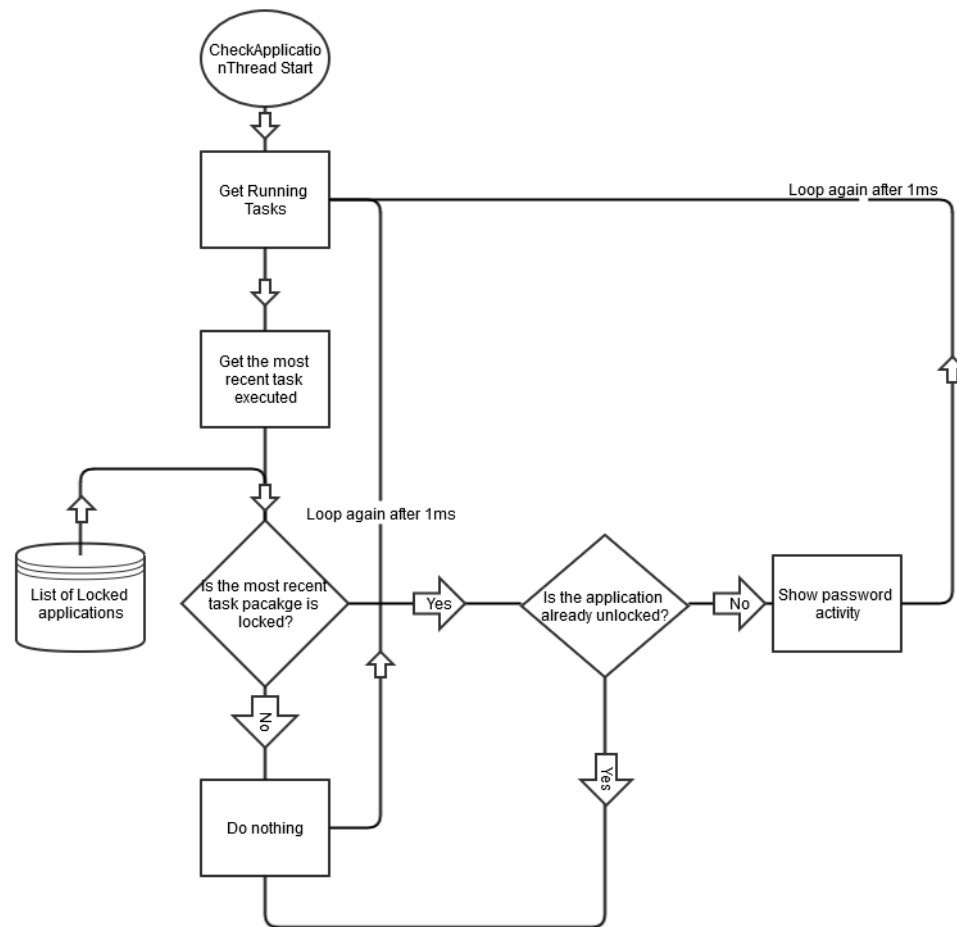 CheckApplicatio
nThread Start
Get Running
Tasks
Loop again after 1ms
Get the most
recent task
executed
Loop again after 1ms
List of Locked
applications
Is the most recent
task pacakge is
locked?
Yes
Is the application
already unlocked?
No
Show password
activity
No
Yes
Do nothing